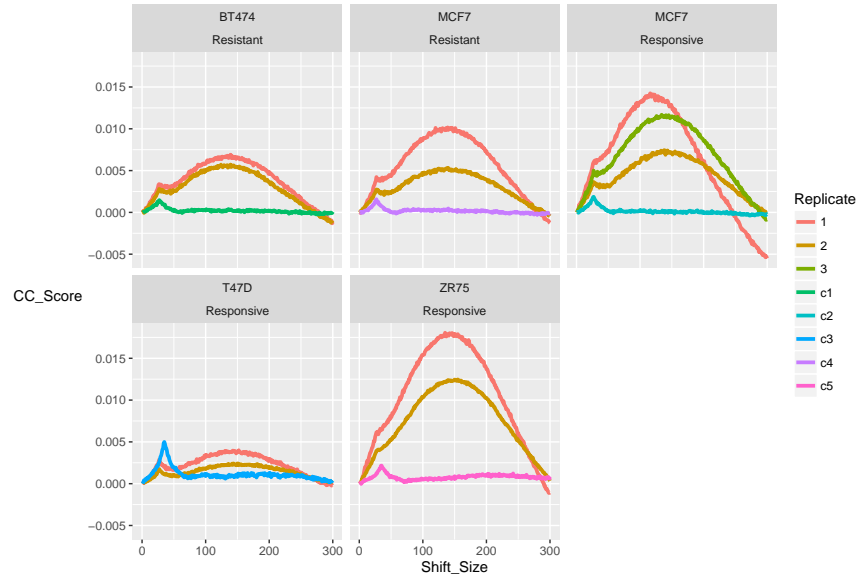 BT474
Resistant
MCF7
Resistant
MCF7
Responsive
0.015
0.010
0.005
0.000
−0.005
CC_Score
T47D
Responsive
ZR75
Responsive
0.015
0.010
0.005
0.000
−0.005
0
100
200
300
0
100
200
300
Shift_Size
Replicate
1
2
3
c1
c2
c3
c4
c5